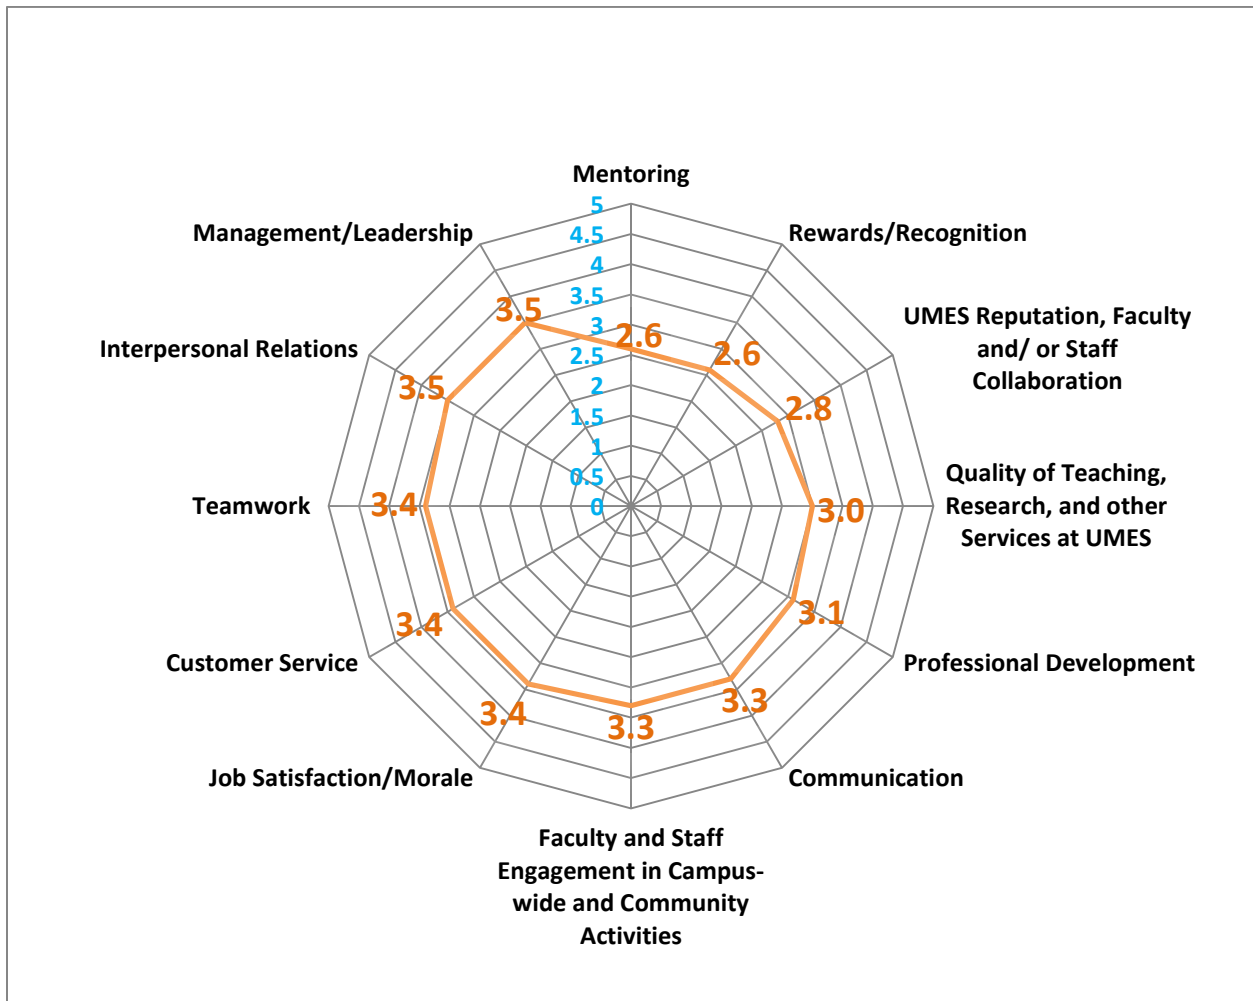 Mentoring
5
Management/Leadership
Rewards/Recognition
4.5
4
3.5
3.5
3
2.6
2.6
UMES Reputation, Faculty
and/ or Staff
Collaboration
Interpersonal Relations
2.5
3.5
2
2.8
1.5
1
0.5
0
Teamwork
3.4
3.0
Quality of Teaching,
Research, and other
Services at UMES
3.4
3.1
Customer Service
Professional Development
3.4
3.3
3.3
Job Satisfaction/Morale
Communication
Faculty and Staff
Engagement in Campus-
wide and Community
Activities